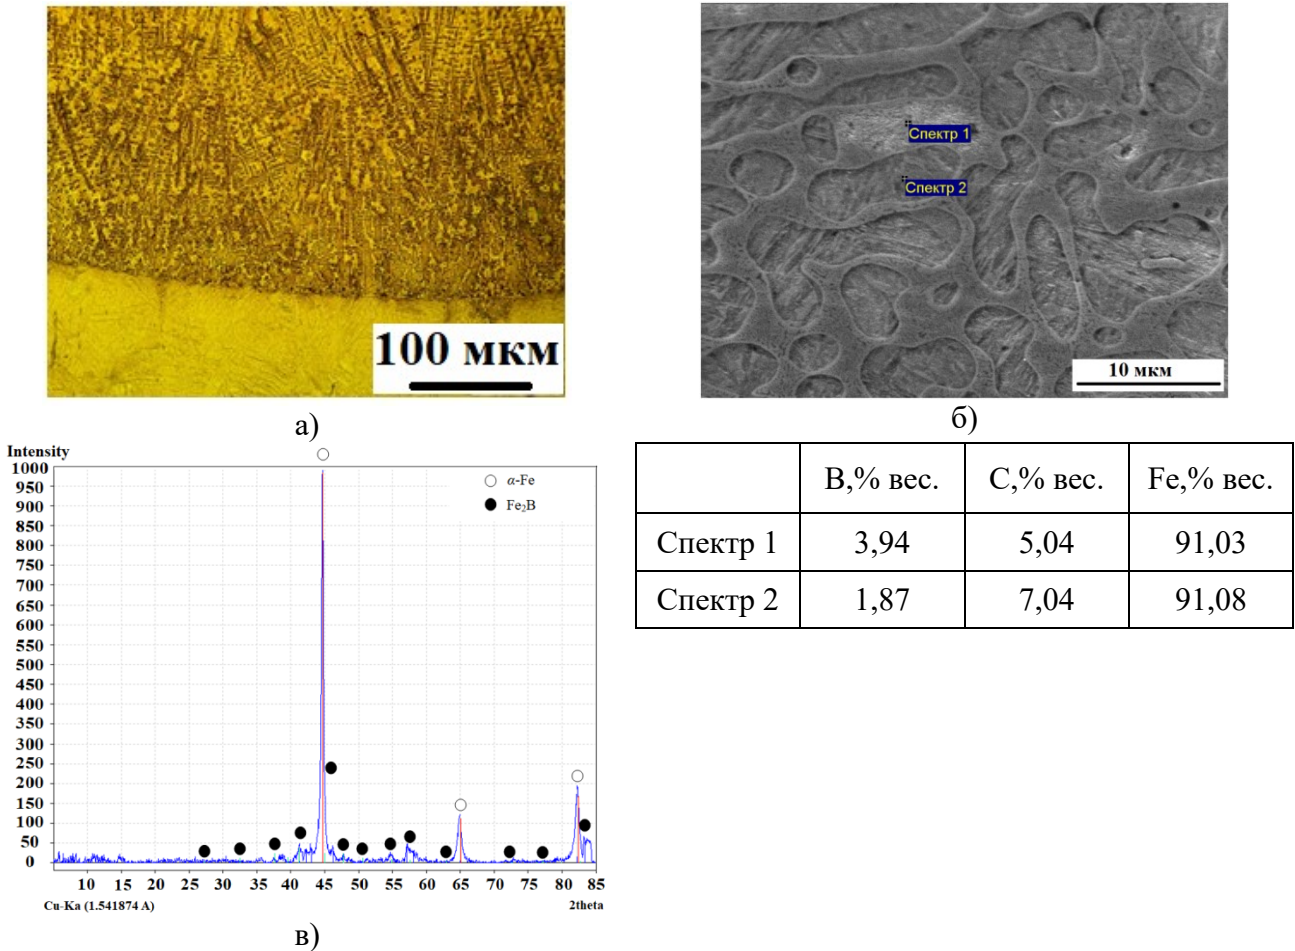 100 мкм
а)
Спектр 1
Спектр 2
10 мкм
б)
Intensity
1000
950
900
850
800
750
700
650
600
550
500
450
400
350
300
250
200
150
100
50
0
α-Fe
Fe₂B
10 15 20 25 30 35 40 45 50 55 60 65 70 75 80 85
Cu-Ka (1.541874 A) 2theta
в)
B,% вес. C,% вес. Fe,% вес.
Спектр 1 3,94 5,04 91,03
Спектр 2 1,87 7,04 91,08